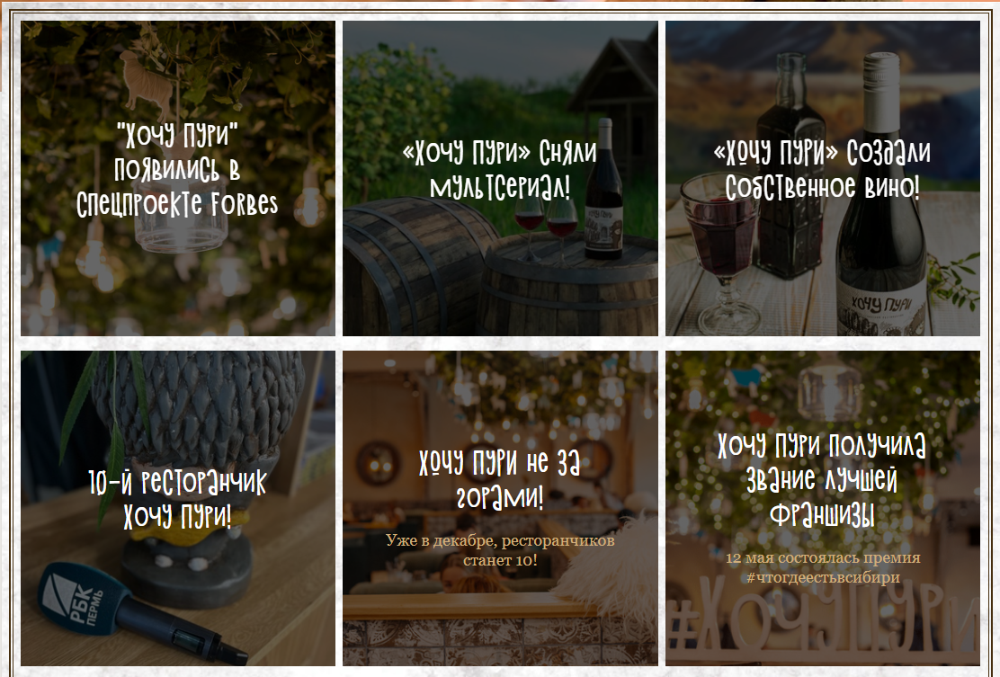 "Хочу Пури"
появились в
спецпроекте Forbes
«Хочу Пури» сняли
мультсериал!
«Хочу Пури» создали
собственное вино!
ХОЧУ ПУРИ
ХОЧУ ПУРИ
10-й ресторанчик
Хочу Пури!
РБК
ПЕРМЬ
Хочу Пури не за
горами!
Уже в декабре, ресторанчиков
станет 10!
Хочу Пури получила
звание лучшей
франшизы
12 мая состоялась премия
#чтогдеестьвсибири
#ХОЧУПУРИ